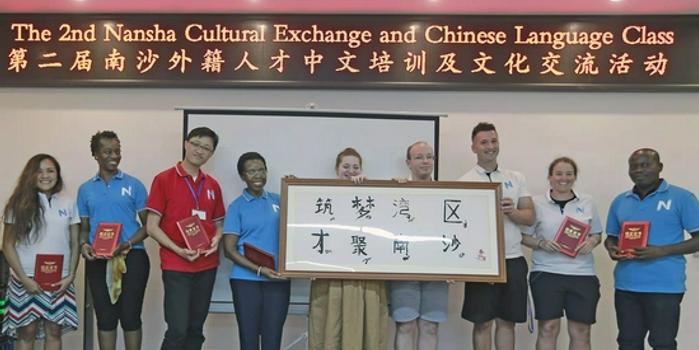 The 2nd Nansha Cultural Exchange and Chinese Language Class
第二届南沙外籍人才中文培训及文化交流活动
筑梦湾区
才聚南沙